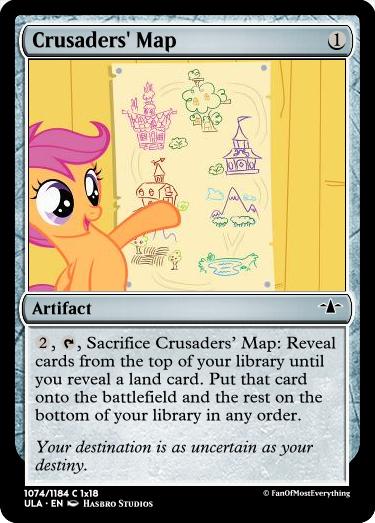 Crusaders' Map 1
Artifact
2, , Sacrifice Crusaders' Map: Reveal
cards from the top of your library until
you reveal a land card. Put that card
onto the battlefield and the rest on the
bottom of your library in any order.
Your destination is as uncertain as your
destiny.
1074/1184 C 1x18
ULA · EN HASBRO STUDIOS
© FanOfMostEverything